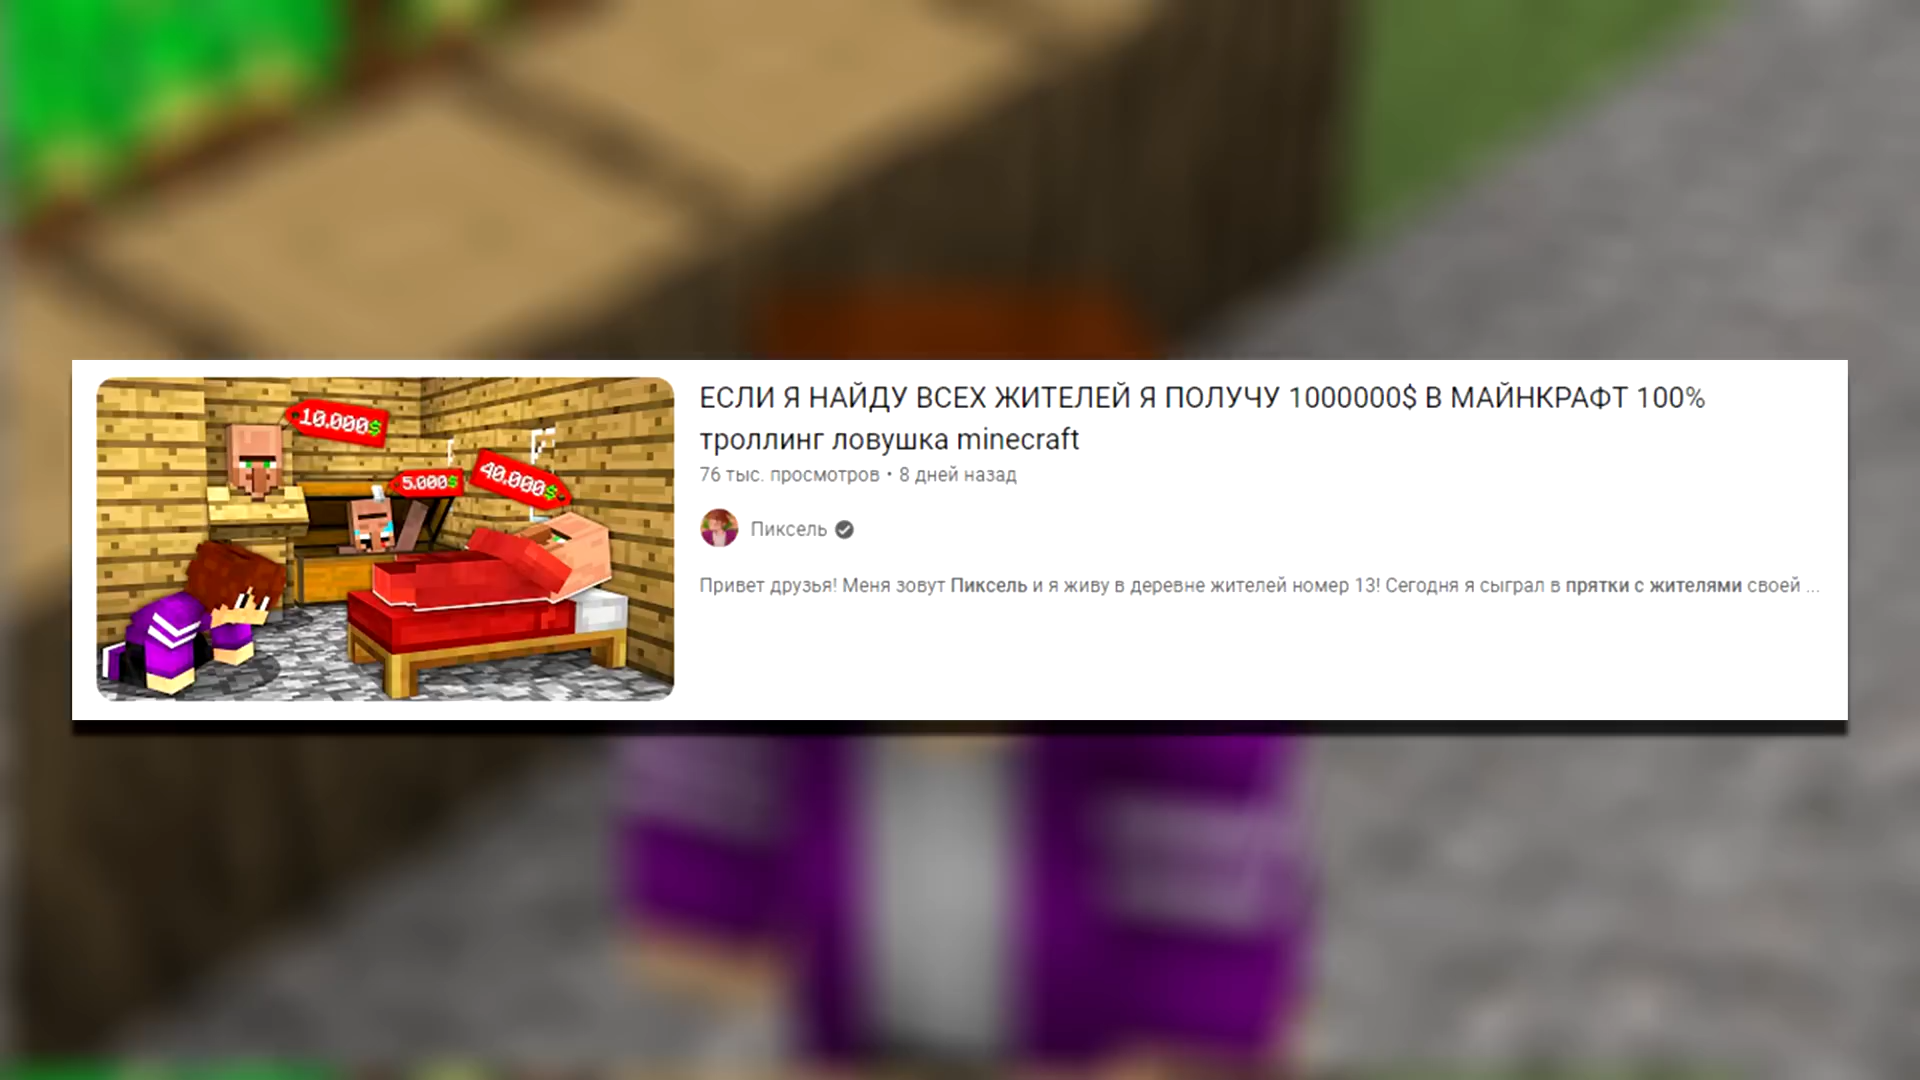 10.000$
5.000$
40.000$
ЕСЛИ Я НАЙДУ ВСЕХ ЖИТЕЛЕЙ Я ПОЛУЧУ 1000000$ В МАЙНКРАФТ 100%
троллинг ловушка minecraft
76 тыс. просмотров • 8 дней назад
Пиксель
Привет друзья! Меня зовут Пиксель и я живу в деревне жителей номер 13! Сегодня я сыграл в прятки с жителями своей ...